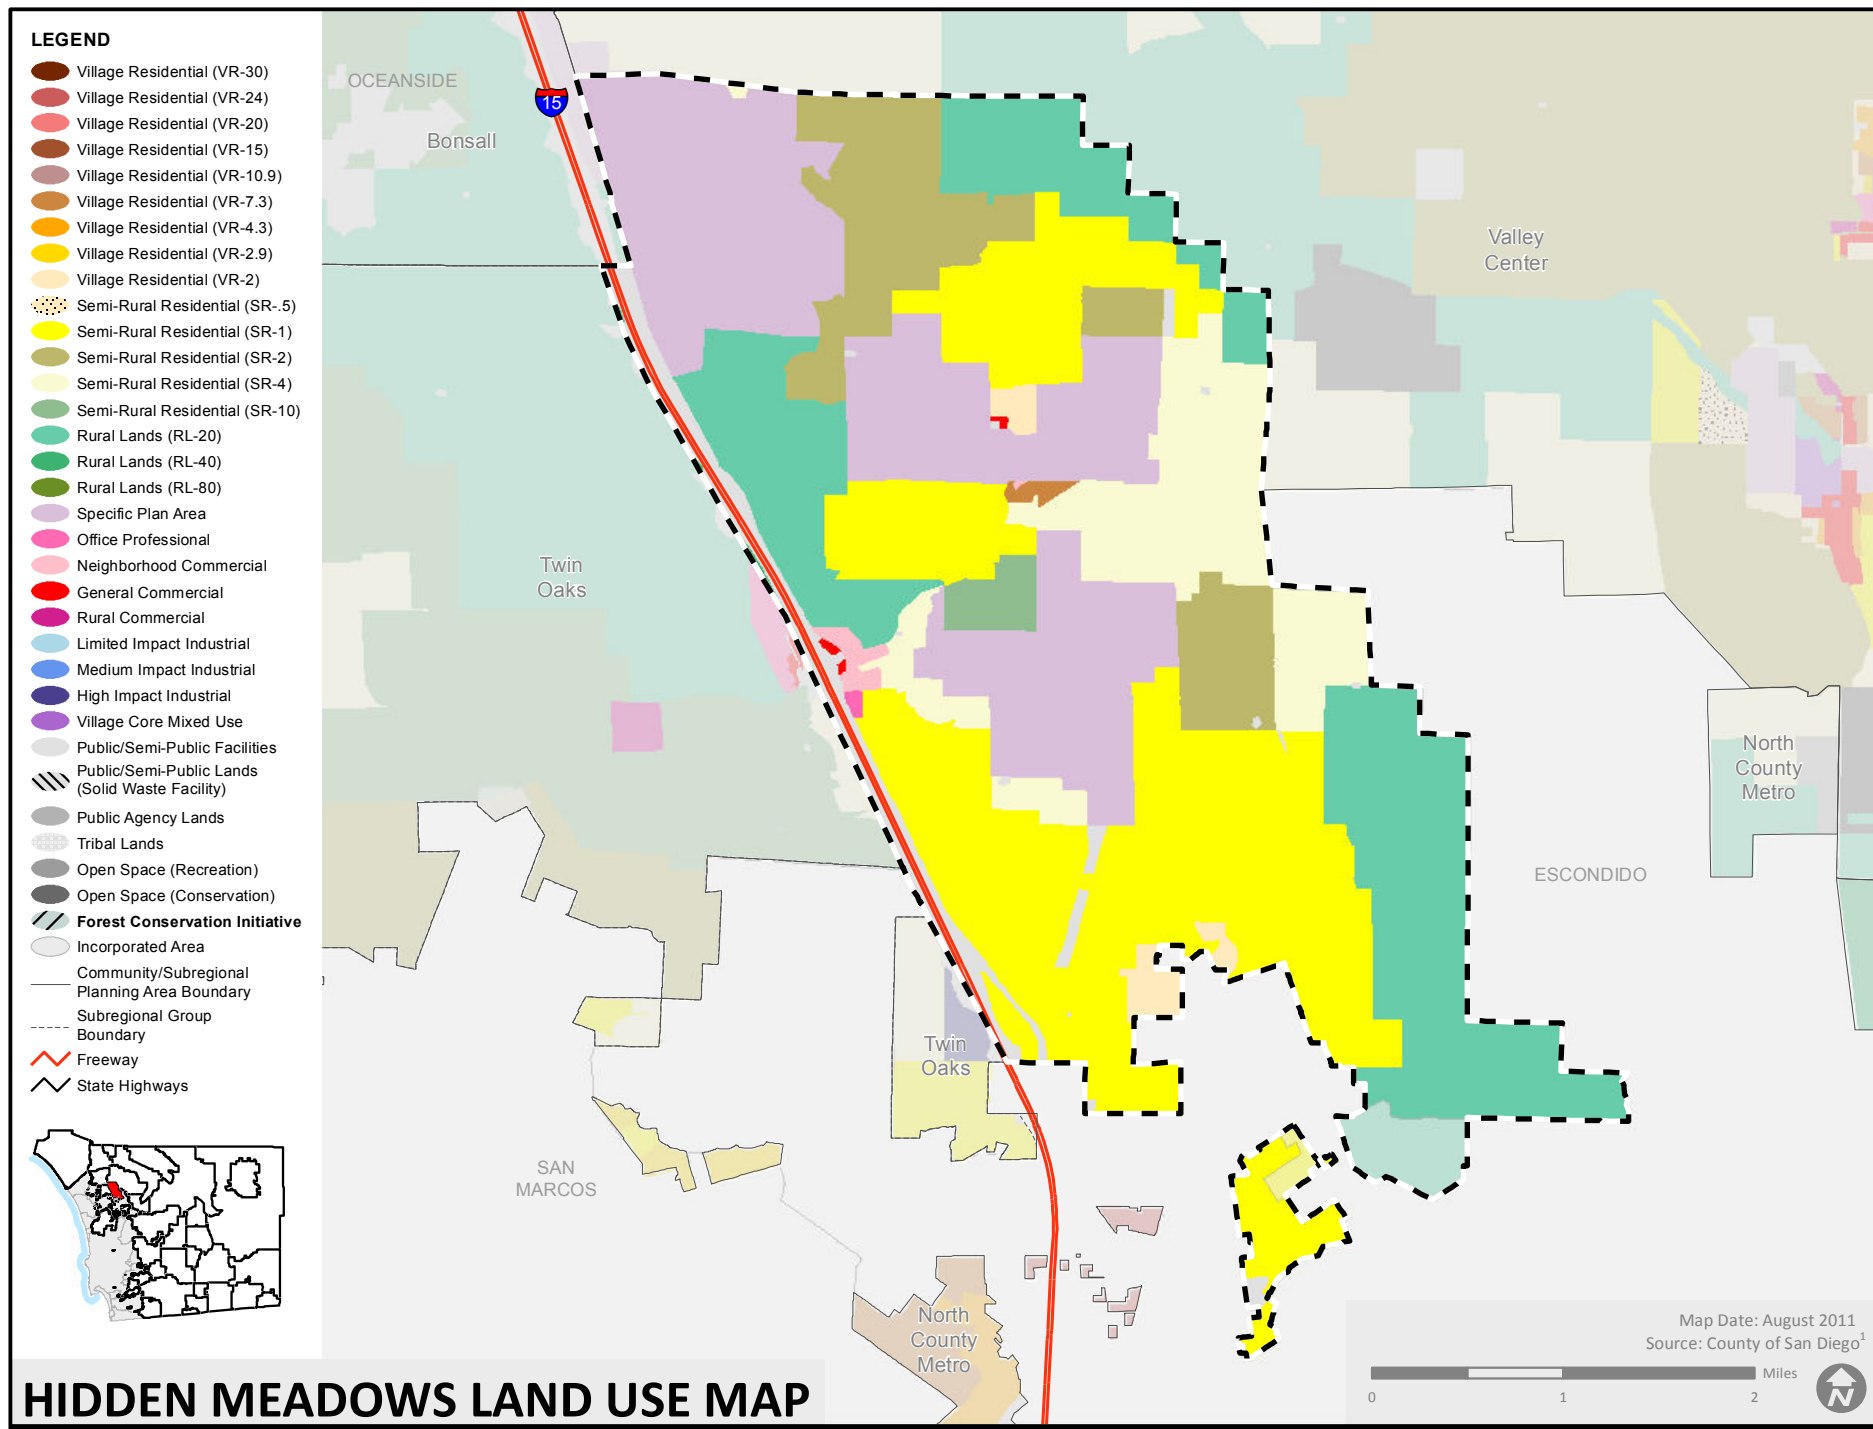 LEGEND
Village Residential (VR-30)
Village Residential (VR-24)
Village Residential (VR-20)
Village Residential (VR-15)
Village Residential (VR-10.9)
Village Residential (VR-7.3)
Village Residential (VR-4.3)
Village Residential (VR-2.9)
Village Residential (VR-2)
Semi-Rural Residential (SR-.5)
Semi-Rural Residential (SR-1)
Semi-Rural Residential (SR-2)
Semi-Rural Residential (SR-4)
Semi-Rural Residential (SR-10)
Rural Lands (RL-20)
Rural Lands (RL-40)
Rural Lands (RL-80)
Specific Plan Area
Office Professional
Neighborhood Commercial
General Commercial
Rural Commercial
Limited Impact Industrial
Medium Impact Industrial
High Impact Industrial
Village Core Mixed Use
Public/Semi-Public Facilities
Public/Semi-Public Lands
(Solid Waste Facility)
Public Agency Lands
Tribal Lands
Open Space (Recreation)
Open Space (Conservation)
Forest Conservation Initiative
Incorporated Area
Community/Subregional
Planning Area Boundary
Subregional Group
Boundary
Freeway
State Highways
OCEANSIDE
15
Bonsall
Valley
Center
Twin
Oaks
North
County
Metro
ESCONDIDO
Twin
Oaks
SAN
MARCOS
North
County
Metro
Map Date: August 2011
Source: County of San Diego1
Miles
0 1 2
N
HIDDEN MEADOWS LAND USE MAP